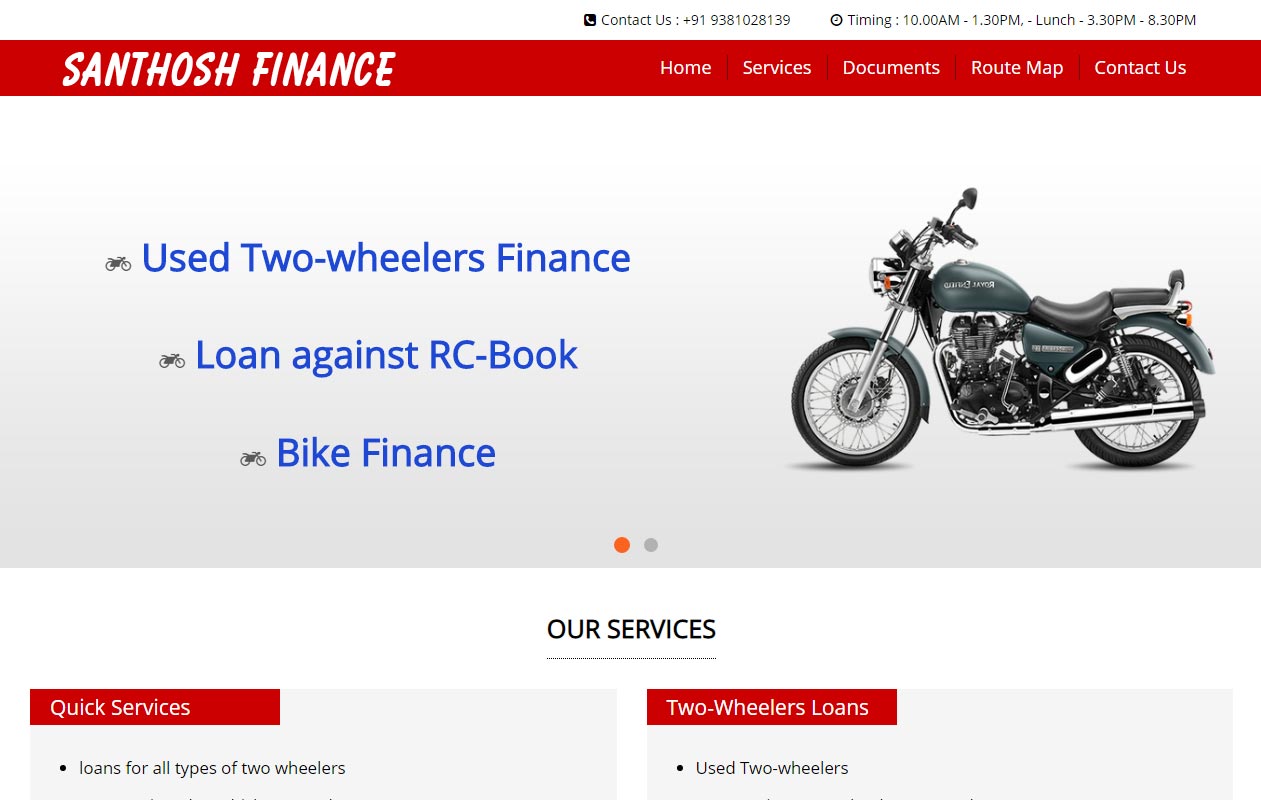 Contact Us : +91 9381028139
Timing : 10.00AM - 1.30PM, - Lunch - 3.30PM - 8.30PM
SANTHOSH FINANCE
Home
Services
Documents
Route Map
Contact Us
Used Two-wheelers Finance
Loan against RC-Book
Bike Finance
ROYAL ENFIELD
OUR SERVICES
Quick Services
Two-Wheelers Loans
loans for all types of two wheelers
Used Two-wheelers